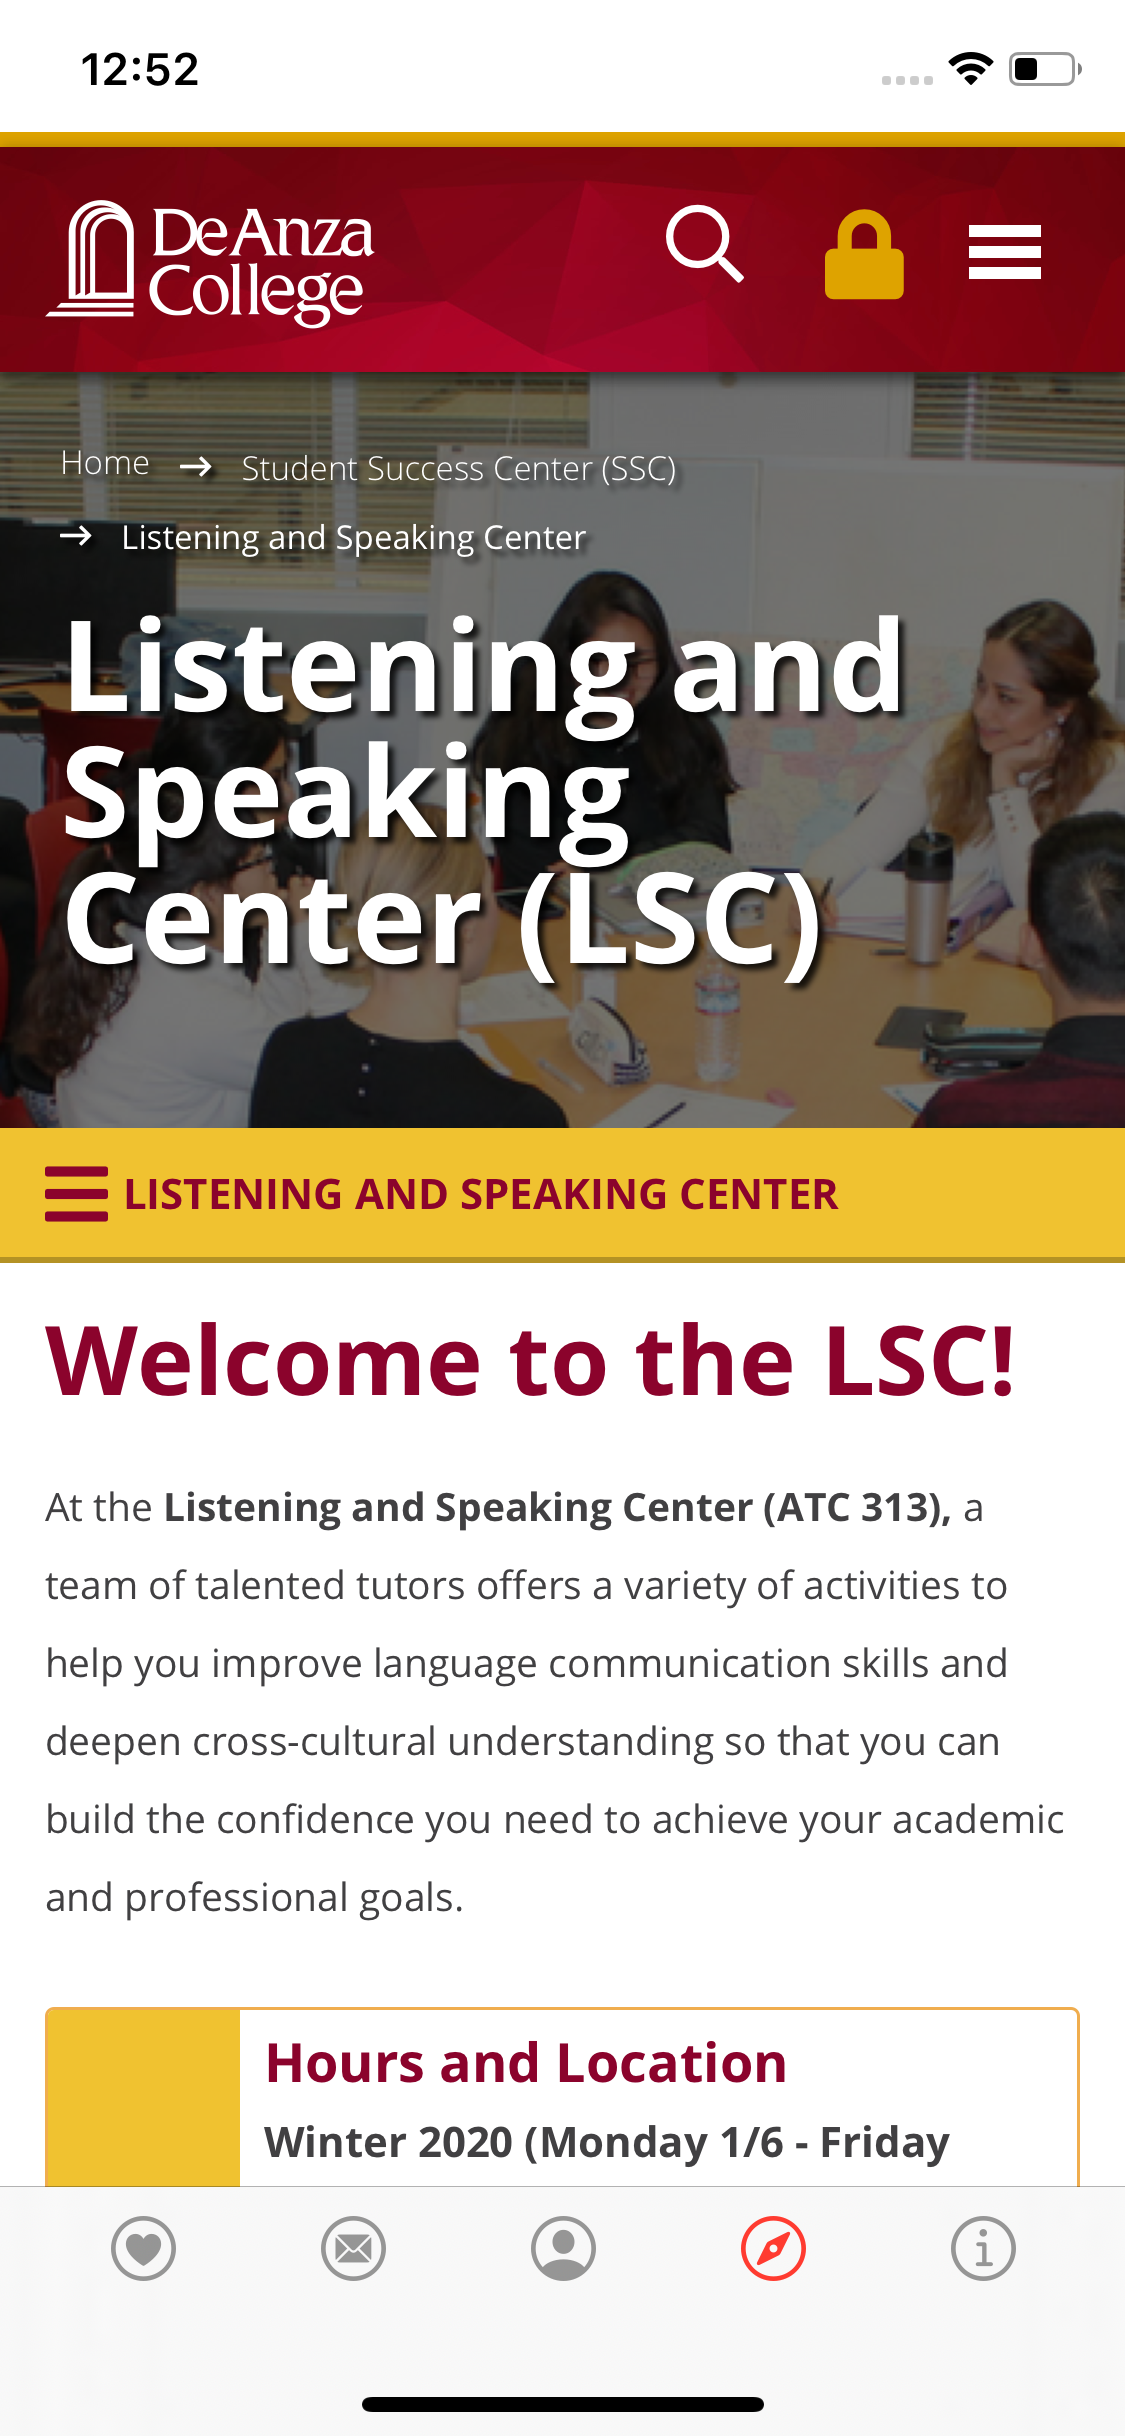 12:52
DeAnza
College
Home → Student Success Center (SSC)
→ Listening and Speaking Center
Listening and
Speaking
Center (LSC)
LISTENING AND SPEAKING CENTER
Welcome to the LSC!
At the Listening and Speaking Center (ATC 313), a
team of talented tutors offers a variety of activities to
help you improve language communication skills and
deepen cross-cultural understanding so that you can
build the confidence you need to achieve your academic
and professional goals.
Hours and Location
Winter 2020 (Monday 1/6 - Friday